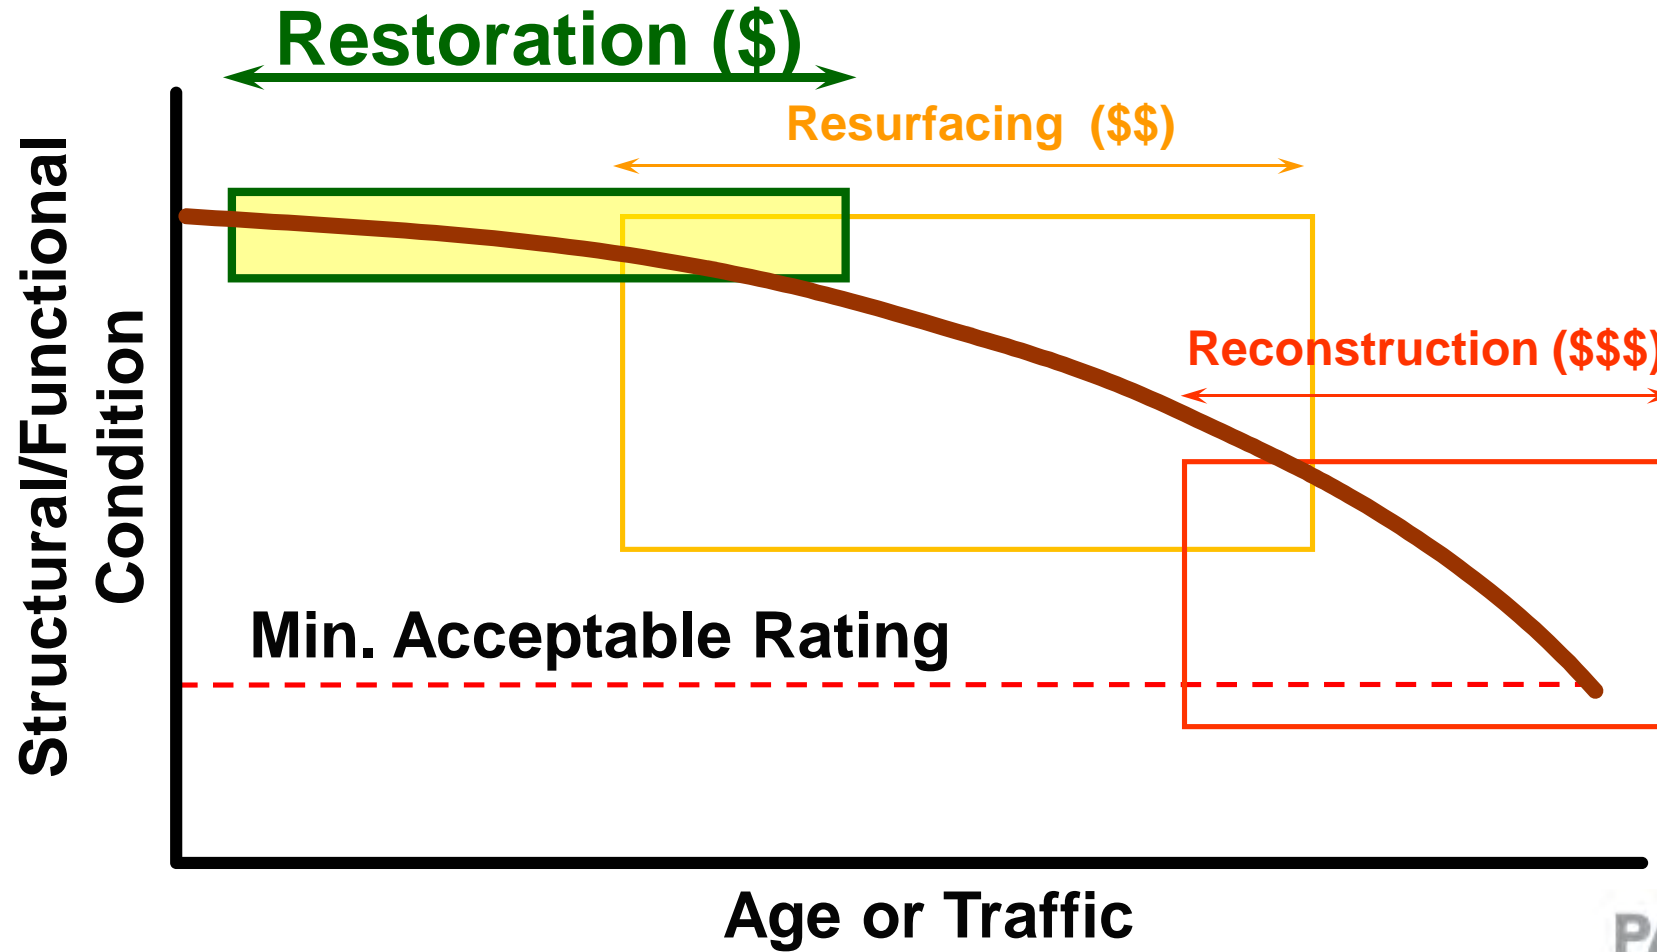 Restoration ($)
Resurfacing ($$)
Structural/Functional
Condition
Reconstruction ($$$)
Min. Acceptable Rating
Age or Traffic